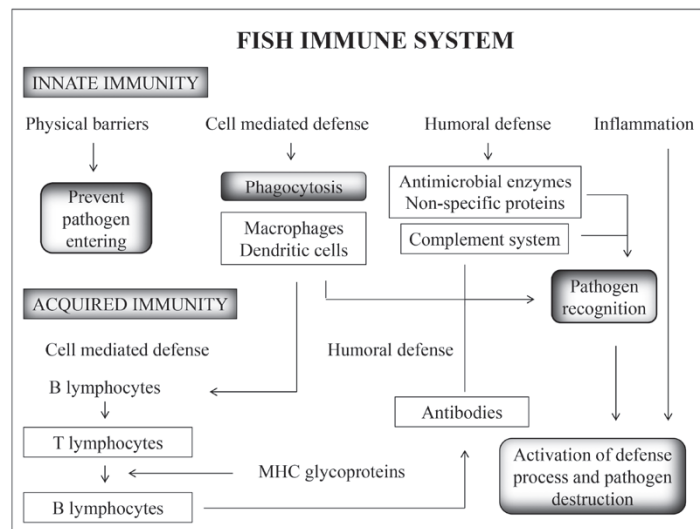 FISH IMMUNE SYSTEM
INNATE IMMUNITY
Physical barriers
Cell mediated defense
Humoral defense
Inflammation
Prevent
pathogen
entering
Phagocytosis
Macrophages
Dendritic cells
Antimicrobial enzymes
Non-specific proteins
Complement system
Pathogen
recognition
ACQUIRED IMMUNITY
Cell mediated defense
Humoral defense
B lymphocytes
T lymphocytes
MHC glycoproteins
B lymphocytes
Antibodies
Activation of defense
process and pathogen
destruction